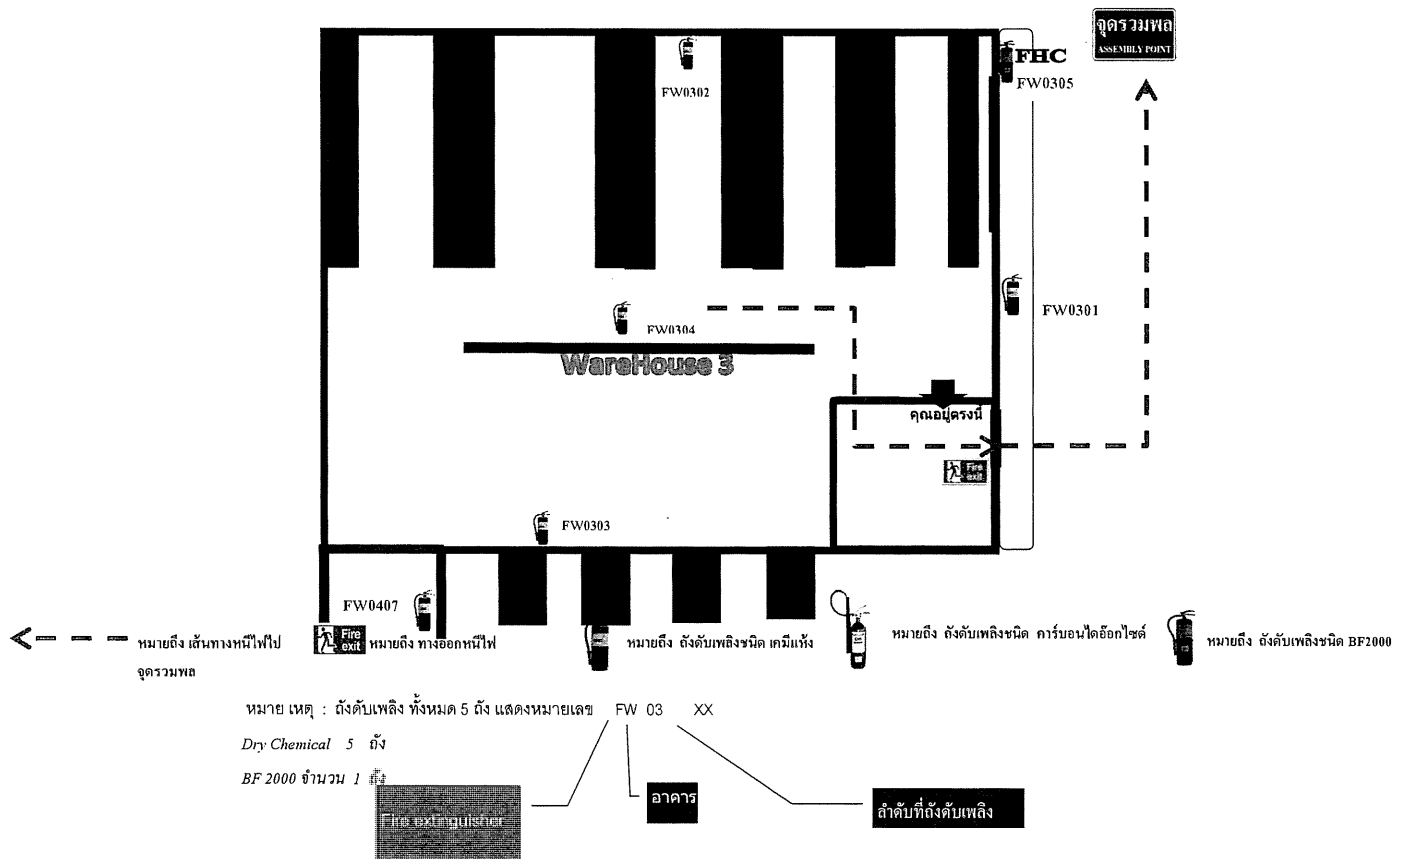 จุดรวมพล
ASSEMBLY POINT
FHC
FW0305
FW0302
FW0301
FW0304
WareHouse 3
คุณอยู่ตรงนี้
Fire
exit
FW0303
FW0407
หมายถึง เส้นทางหนีไฟไป
จุดรวมพล
Fire
exit
หมายถึง ทางออกหนีไฟ
หมายถึง ถังดับเพลิงชนิด เคมีแห้ง
หมายถึง ถังดับเพลิงชนิด คาร์บอนไดอ๊อกไซด์
หมายถึง ถังดับเพลิงชนิด BF2000
หมาย เหตุ : ถังดับเพลิง ทั้งหมด 5 ถัง แสดงหมายเลข FW 03 XX
Dry Chemical 5 ถัง
BF 2000 จำนวน 1 ถัง
Fire extinguisher
อาคาร
ลำดับที่ถังดับเพลิง